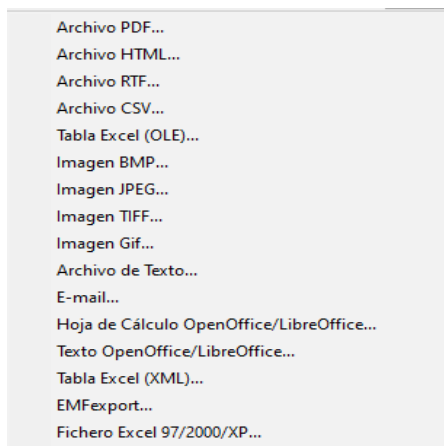 Archivo PDF...
Archivo HTML...
Archivo RTF...
Archivo CSV...
Tabla Excel (OLE)...
Imagen BMP...
Imagen JPEG...
Imagen TIFF...
Imagen Gif...
Archivo de Texto...
E-mail...
Hoja de Cálculo OpenOffice/LibreOffice...
Texto OpenOffice/LibreOffice...
Tabla Excel (XML)...
EMFexport...
Fichero Excel 97/2000/XP...